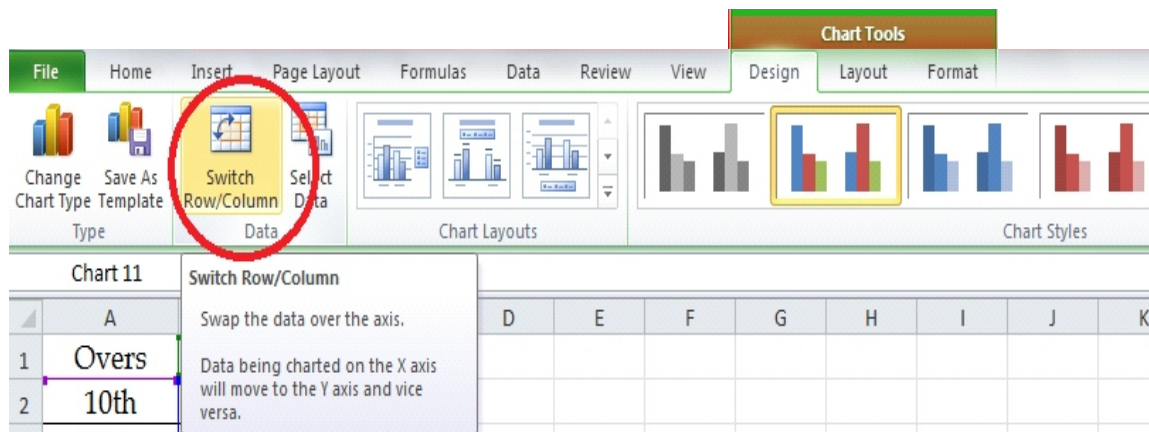 Chart Tools
File Home Insert Page Layout Formulas Data Review View Design Layout Format
Change Chart Type
Save As Template
Switch Row/Column
Select Data
Type Data Chart Layouts Chart Styles
Chart 11
Switch Row/Column
Swap the data over the axis.
Data being charted on the X axis
will move to the Y axis and vice
versa.
A D E F G H I J K
1 Overs
2 10th